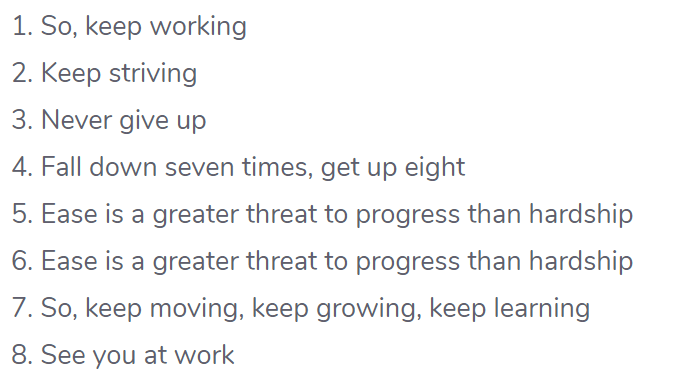 1. So, keep working
2. Keep striving
3. Never give up
4. Fall down seven times, get up eight
5. Ease is a greater threat to progress than hardship
6. Ease is a greater threat to progress than hardship
7. So, keep moving, keep growing, keep learning
8. See you at work